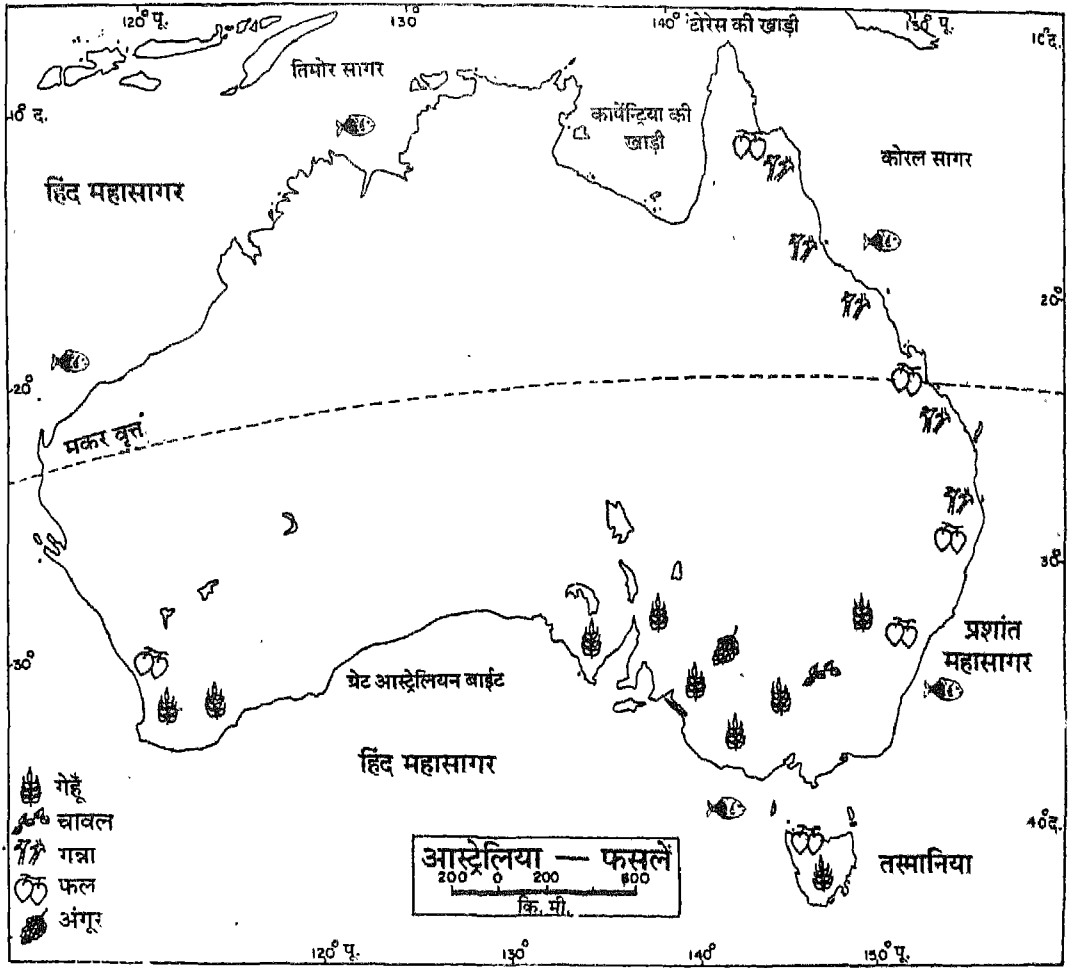 120° पू.
130°
140°
टोरेस की खाड़ी
150° पू.
10° द.
तिमोर सागर
10° द.
कार्पेन्ट्रिया की
खाड़ी
कोरल सागर
हिंद महासागर
20°
20°
मकर वृत्त
30°
प्रशांत
महासागर
30°
ग्रेट आस्ट्रेलियन बाईट
हिंद महासागर
गेहूँ
चावल
गन्ना
फल
अंगूर
40° द.
आस्ट्रेलिया — फसलें
200 0 200 600
कि. मी.
तस्मानिया
120° पू.
130°
140°
150° पू.